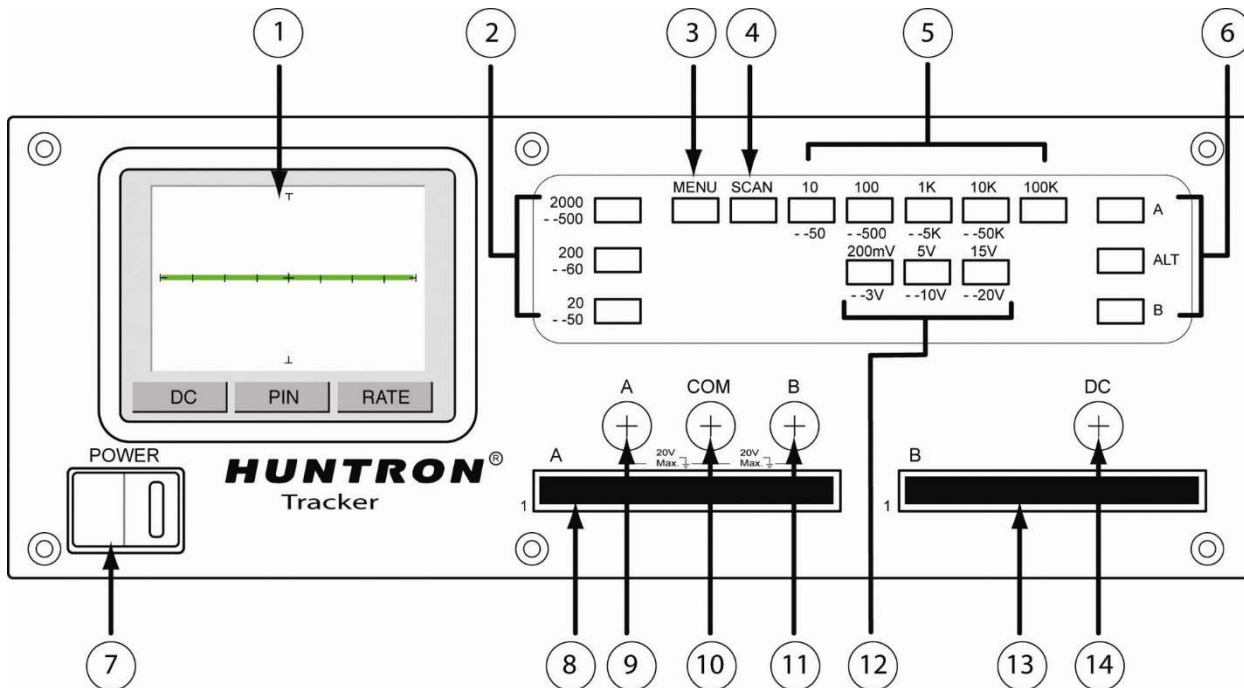 1 2 3 4 5 6
MENU SCAN 10 100 1K 10K 100K
2000
- -500
A
- -50 - -500 - -5K - -50K
200
- -60
200mV 5V 15V
ALT
20
- -50
- -3V - -10V - -20V
B
DC PIN RATE
A COM B DC
POWER
HUNTRON®
Tracker
A 20V Max. 20V Max. B
1 1
7 8 9 10 11 12 13 14